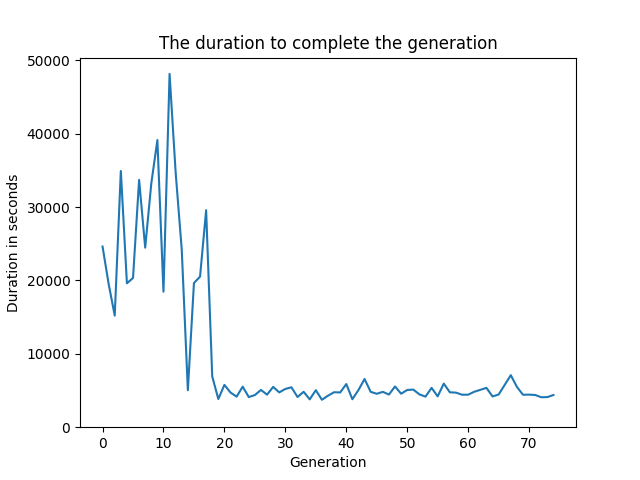 The duration to complete the generation
50000
40000
30000
20000
10000
0
Duration in seconds
0 10 20 30 40 50 60 70
Generation